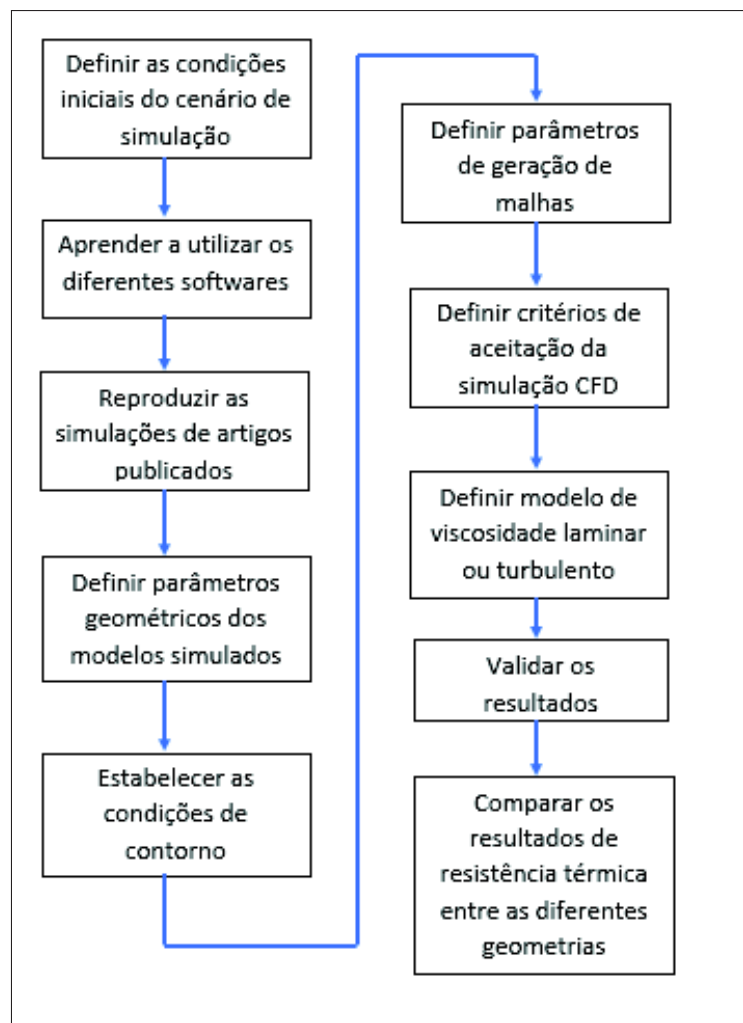 Definir as condições
iniciais do cenário de
simulação
Aprender a utilizar os
diferentes softwares
Reproduzir as
simulações de artigos
publicados
Definir parâmetros
geométricos dos
modelos simulados
Estabelecer as
condições de
contorno
Definir parâmetros
de geração de
malhas
Definir critérios de
aceitação da
simulação CFD
Definir modelo de
viscosidade laminar
ou turbulento
Validar os
resultados
Comparar os
resultados de
resistência térmica
entre as diferentes
geometrias